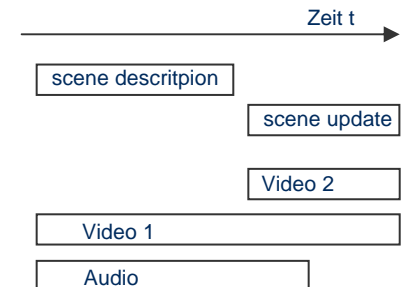 Zeit t
scene descritpion
scene update
Video 2
Video 1
Audio